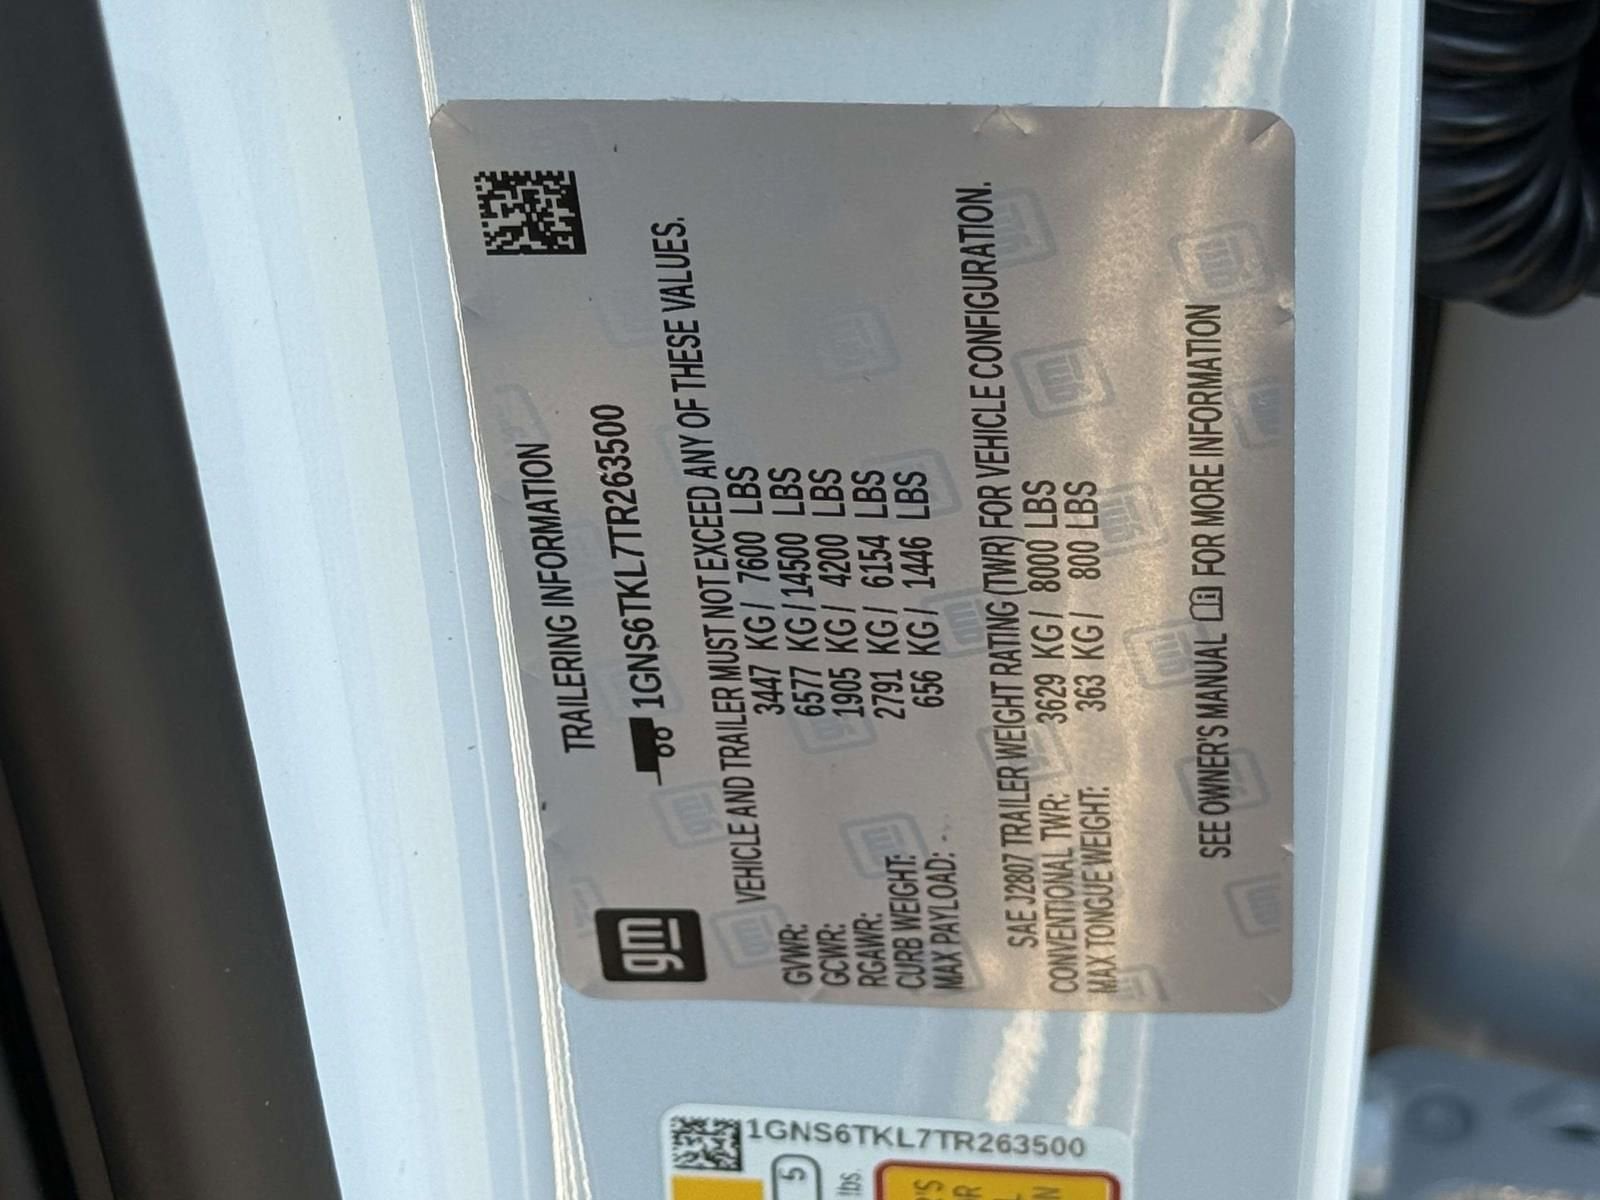 TRAILERING INFORMATION
gm
1GNS6TKL7TR263500
VEHICLE AND TRAILER MUST NOT EXCEED ANY OF THESE VALUES.
GVWR: 3447 KG / 7600 LBS
GCWR: 6577 KG / 14500 LBS
RGAWR: 1905 KG / 4200 LBS
CURB WEIGHT: 2791 KG / 6154 LBS
MAX PAYLOAD: 656 KG / 1446 LBS
SAE J2807 TRAILER WEIGHT RATING (TWR) FOR VEHICLE CONFIGURATION.
CONVENTIONAL TWR: 3629 KG / 8000 LBS
MAX TONGUE WEIGHT: 363 KG / 800 LBS
SEE OWNER'S MANUAL FOR MORE INFORMATION
1GNS6TKL7TR263500
5
lbs.